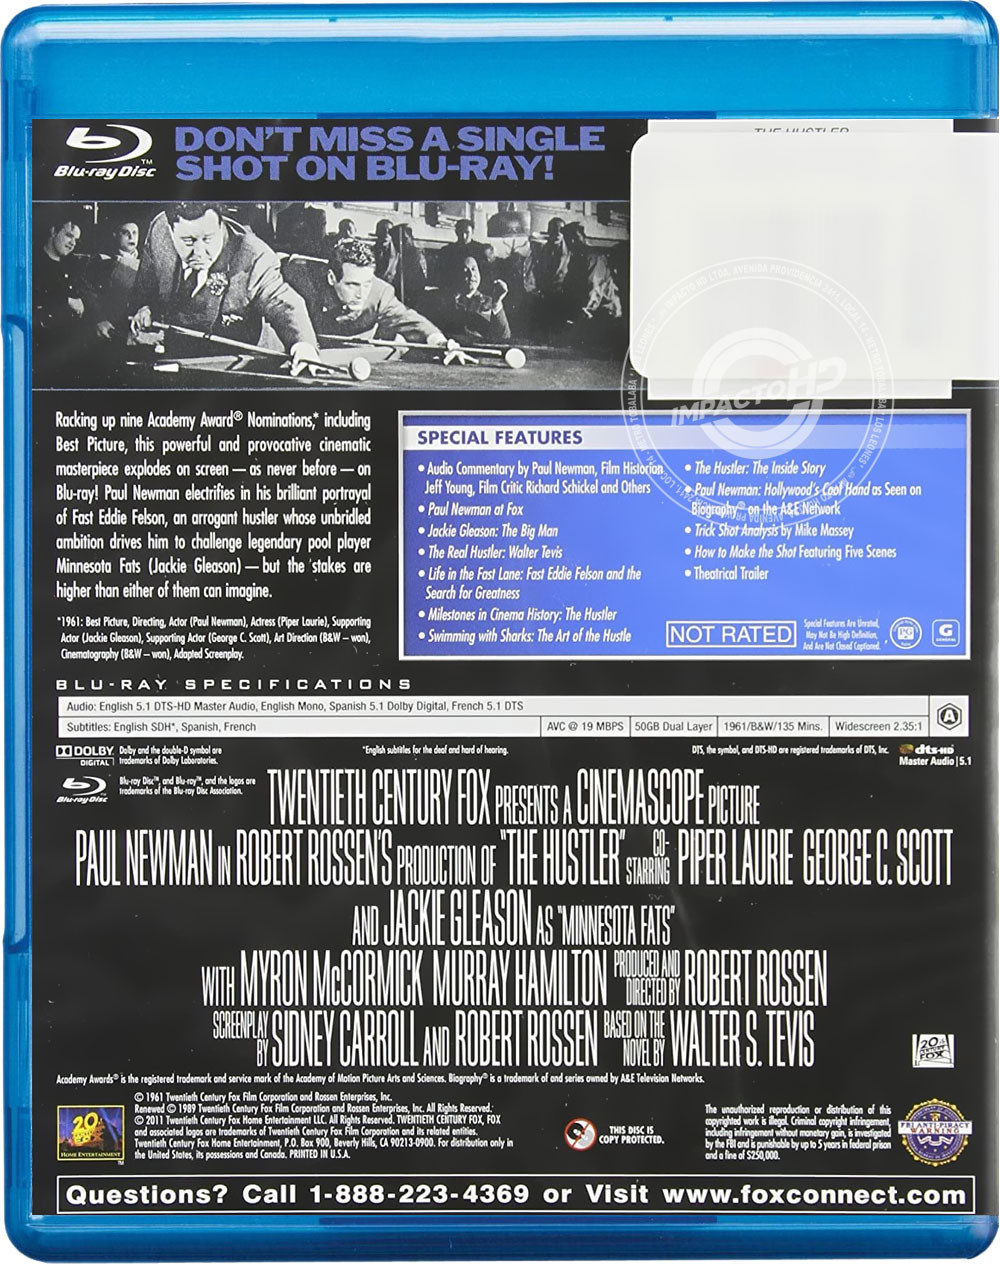 Blu-ray Disc™
DON'T MISS A SINGLE
SHOT ON BLU-RAY!
THE HUSTLER
IMPACTO HD
Racking up nine Academy Award® Nominations,* including
Best Picture, this powerful and provocative cinematic
masterpiece explodes on screen — as never before — on
Blu-ray! Paul Newman electrifies in his brilliant portrayal
of Fast Eddie Felson, an arrogant hustler whose unbridled
ambition drives him to challenge legendary pool player
Minnesota Fats (Jackie Gleason) — but the stakes are
higher than either of them can imagine.
*1961: Best Picture, Directing, Actor (Paul Newman), Actress (Piper Laurie), Supporting
Actor (Jackie Gleason), Supporting Actor (George C. Scott), Art Direction (B&W – won),
Cinematography (B&W – won), Adapted Screenplay.
SPECIAL FEATURES
• Audio Commentary by Paul Newman, Film Historian
Jeff Young, Film Critic Richard Schickel and Others
• Paul Newman at Fox
• Jackie Gleason: The Big Man
• The Real Hustler: Walter Tevis
• Life in the Fast Lane: Fast Eddie Felson and the
Search for Greatness
• Milestones in Cinema History: The Hustler
• Swimming with Sharks: The Art of the Hustle
• The Hustler: The Inside Story
• Paul Newman: Hollywood's Cool Hand as Seen on
Biography® on the A&E Network
• Trick Shot Analysis by Mike Massey
• How to Make the Shot Featuring Five Scenes
• Theatrical Trailer
NOT RATED
Special Features Are Unrated,
May Not Be High Definition,
And Are Not Closed Captioned.
G
BLU-RAY SPECIFICATIONS
Audio: English 5.1 DTS-HD Master Audio, English Mono, Spanish 5.1 Dolby Digital, French 5.1 DTS
Subtitles: English SDH*, Spanish, French
AVC @ 19 MBPS
50GB Dual Layer
1961/B&W/135 Mins.
Widescreen 2.35:1
A
DOLBY DIGITAL
Dolby and the double-D symbol are
trademarks of Dolby Laboratories.
*English subtitles for the deaf and hard of hearing.
DTS, the symbol, and DTS-HD are registered trademarks of DTS, Inc.
dts-HD
Master Audio | 5.1
Blu-ray Disc
Blu-ray Disc™, and Blu-ray™, and the logos are
trademarks of the Blu-ray Disc Association.
TWENTIETH CENTURY FOX PRESENTS A CINEMASCOPE PICTURE
PAUL NEWMAN IN ROBERT ROSSEN'S PRODUCTION OF "THE HUSTLER" CO-STARRING PIPER LAURIE GEORGE C. SCOTT
AND JACKIE GLEASON AS "MINNESOTA FATS"
WITH MYRON McCORMICK MURRAY HAMILTON PRODUCED AND DIRECTED BY ROBERT ROSSEN
SCREENPLAY BY SIDNEY CARROLL AND ROBERT ROSSEN BASED ON THE NOVEL BY WALTER S. TEVIS
20th CENTURY FOX
Academy Awards® is the registered trademark and service mark of the Academy of Motion Picture Arts and Sciences. Biography® is a trademark of and series owned by A&E Television Networks.
© 1961 Twentieth Century Fox Film Corporation and Rossen Enterprises, Inc.
Renewed © 1989 Twentieth Century Fox Film Corporation and Rossen Enterprises, Inc. All Rights Reserved.
© 2011 Twentieth Century Fox Home Entertainment LLC. All Rights Reserved. TWENTIETH CENTURY FOX, FOX
and associated logos are trademarks of Twentieth Century Fox Film Corporation and its related entities.
Twentieth Century Fox Home Entertainment, P.O. Box 900, Beverly Hills, CA 90213-0900. For distribution only in
the United States, its possessions and Canada. PRINTED IN U.S.A.
HOME ENTERTAINMENT
THIS DISC IS
COPY PROTECTED.
The unauthorized reproduction or distribution of this
copyrighted work is illegal. Criminal copyright infringement,
including infringement without monetary gain, is investigated
by the FBI and is punishable by up to 5 years in federal prison
and a fine of $250,000.
FBI ANTI-PIRACY
WARNING
Questions? Call 1-888-223-4369 or Visit www.foxconnect.com